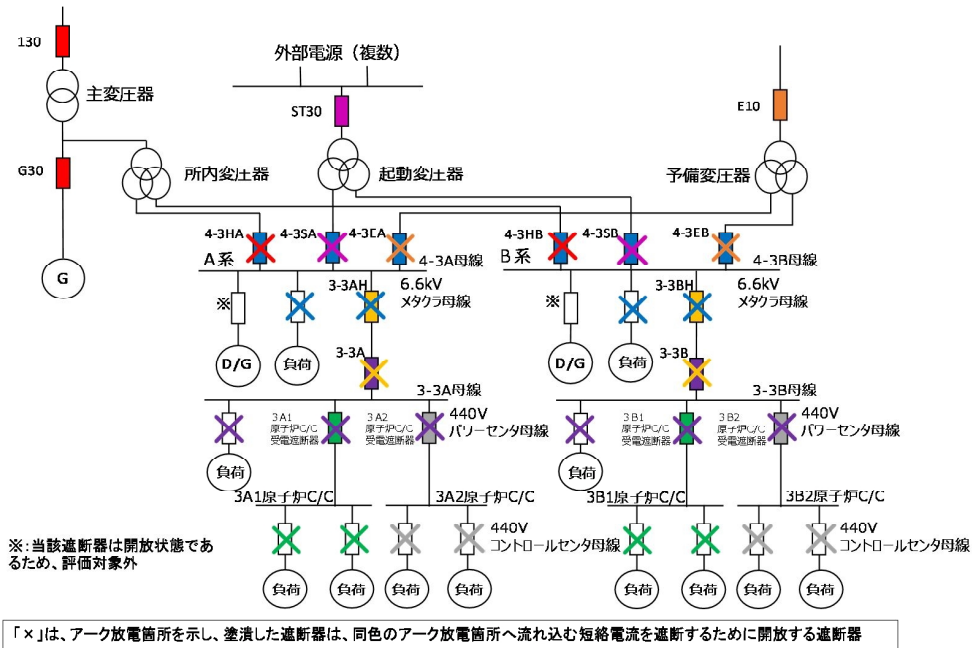 130
主変圧器
G30
G
所内変圧器
外部電源（複数）
ST30
起動変圧器
E10
予備変圧器
4-3HA
4-3SA
4-3EA
A系
4-3A母線
6.6kV
メタクラ母線
3-3AH
※
D/G
負荷
3-3A
3-3A母線
440V
パワーセンタ母線
3A1
原子炉C/C
受電遮断器
3A2
原子炉C/C
受電遮断器
負荷
3A1原子炉C/C
3A2原子炉C/C
440V
コントロールセンタ母線
負荷
負荷
負荷
負荷
4-3HB
4-3SB
4-3EB
B系
4-3B母線
6.6kV
メタクラ母線
3-3BH
※
D/G
負荷
3-3B
3-3B母線
440V
パワーセンタ母線
3B1
原子炉C/C
受電遮断器
3B2
原子炉C/C
受電遮断器
負荷
3B1原子炉C/C
3B2原子炉C/C
440V
コントロールセンタ母線
負荷
負荷
負荷
負荷
※:当該遮断器は開放状態であ
るため、評価対象外
「×」は、アーク放電箇所を示し、塗潰した遮断器は、同色のアーク放電箇所へ流れ込む短絡電流を遮断するために開放する遮断器